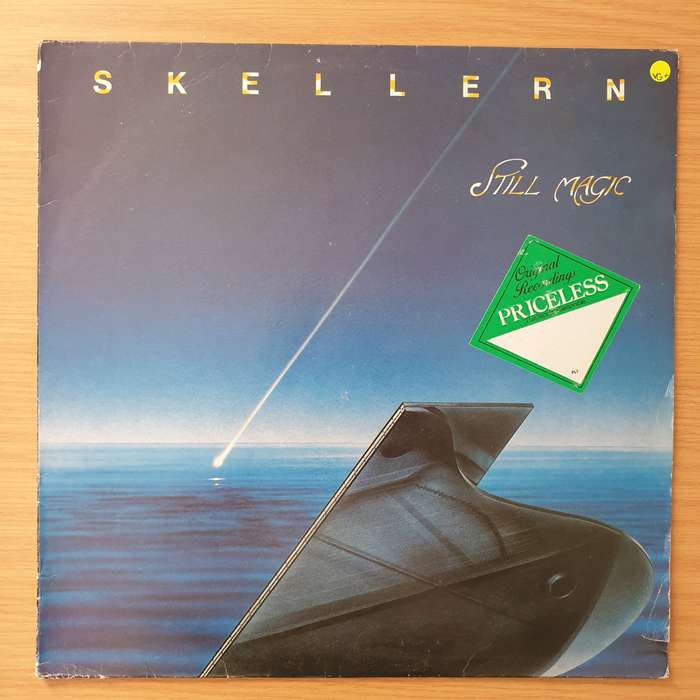 SKELLERN
VG+
STILL MAGIC
Original
Recordings
PRICELESS